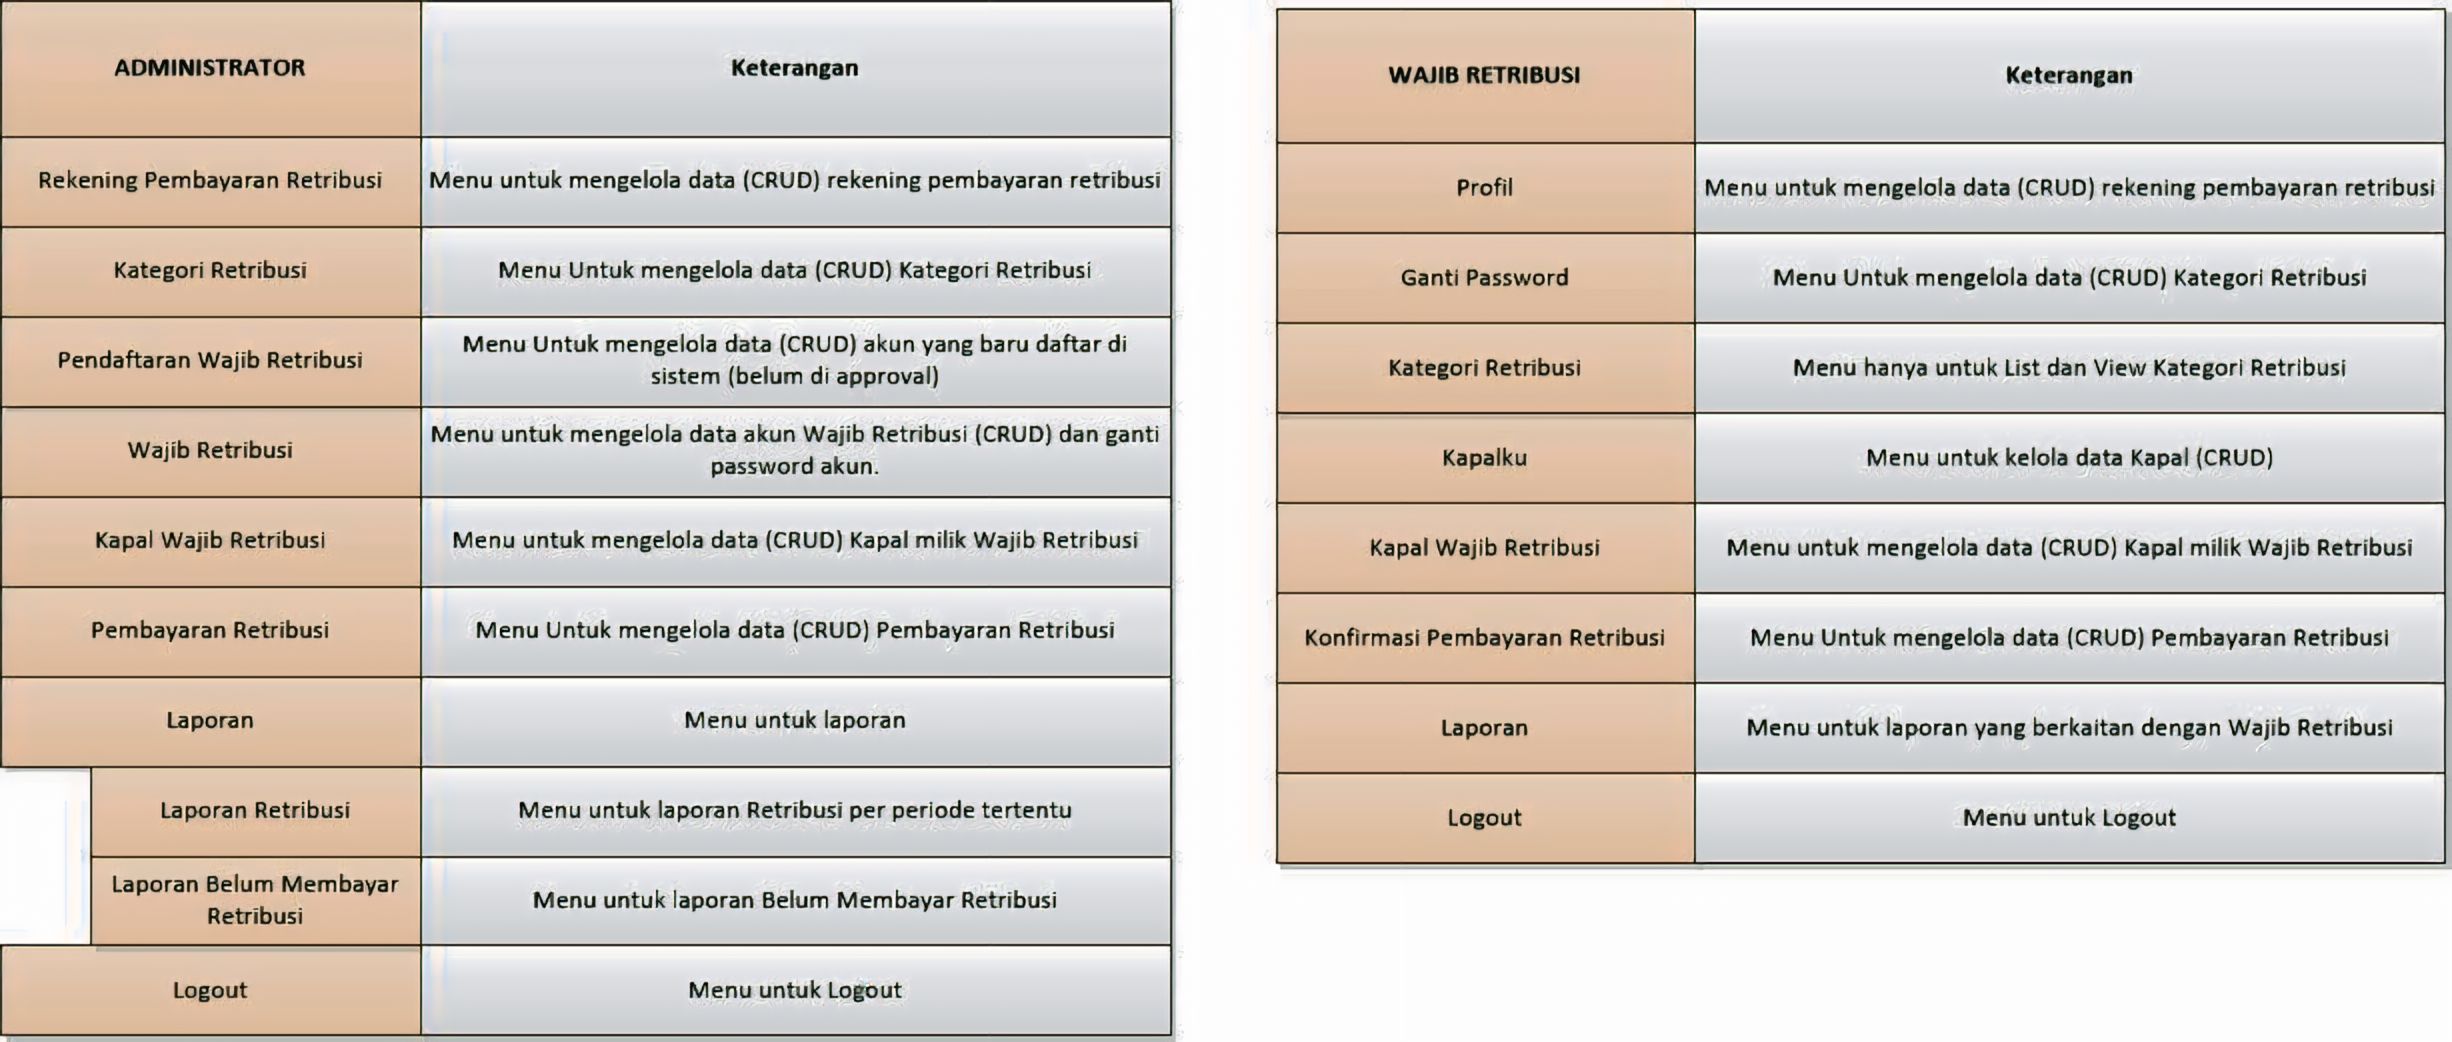 ADMINISTRATOR
Keterangan
Rekening Pembayaran Retribusi
Menu untuk mengelola data (CRUD) rekening pembayaran retribusi
Kategori Retribusi
Menu Untuk mengelola data (CRUD) Kategori Retribusi
Pendaftaran Wajib Retribusi
Menu Untuk mengelola data (CRUD) akun yang baru daftar di
sistem (belum di approval)
Wajib Retribusi
Menu untuk mengelola data akun Wajib Retribusi (CRUD) dan ganti
password akun.
Kapal Wajib Retribusi
Menu untuk mengelola data (CRUD) Kapal milik Wajib Retribusi
Pembayaran Retribusi
Menu Untuk mengelola data (CRUD) Pembayaran Retribusi
Laporan
Menu untuk laporan
Laporan Retribusi
Menu untuk laporan Retribusi per periode tertentu
Laporan Belum Membayar
Retribusi
Menu untuk laporan Belum Membayar Retribusi
Logout
Menu untuk Logout
WAJIB RETRIBUSI
Keterangan
Profil
Menu untuk mengelola data (CRUD) rekening pembayaran retribusi
Ganti Password
Menu Untuk mengelola data (CRUD) Kategori Retribusi
Kategori Retribusi
Menu hanya untuk List dan View Kategori Retribusi
Kapalku
Menu untuk kelola data Kapal (CRUD)
Kapal Wajib Retribusi
Menu untuk mengelola data (CRUD) Kapal milik Wajib Retribusi
Konfirmasi Pembayaran Retribusi
Menu Untuk mengelola data (CRUD) Pembayaran Retribusi
Laporan
Menu untuk laporan yang berkaitan dengan Wajib Retribusi
Logout
Menu untuk Logout